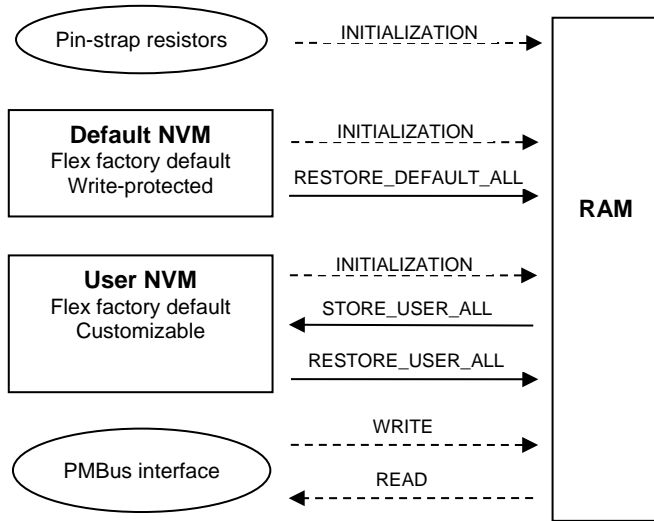 Pin-strap resistors
INITIALIZATION
Default NVM
Flex factory default
Write-protected
INITIALIZATION
RESTORE_DEFAULT_ALL
RAM
User NVM
Flex factory default
Customizable
INITIALIZATION
STORE_USER_ALL
RESTORE_USER_ALL
PMBus interface
WRITE
READ